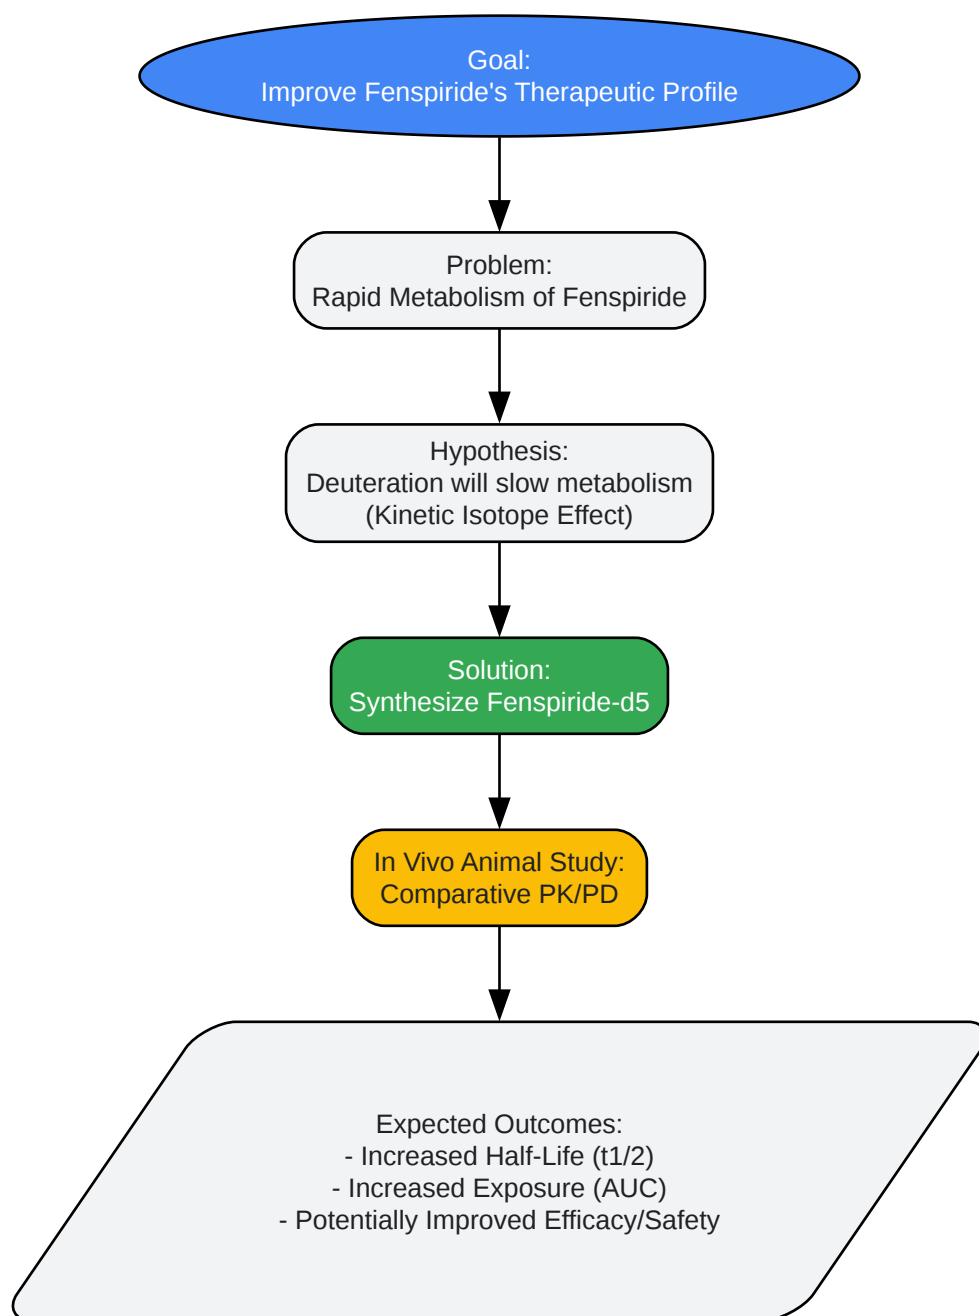 Goal:
Improve Fenspiride's Therapeutic Profile
Problem:
Rapid Metabolism of Fenspiride
Hypothesis:
Deuteration will slow metabolism
(Kinetic Isotope Effect)
Solution:
Synthesize Fenspiride-d5
In Vivo Animal Study:
Comparative PK/PD
Expected Outcomes:
- Increased Half-Life (t1/2)
- Increased Exposure (AUC)
- Potentially Improved Efficacy/Safety